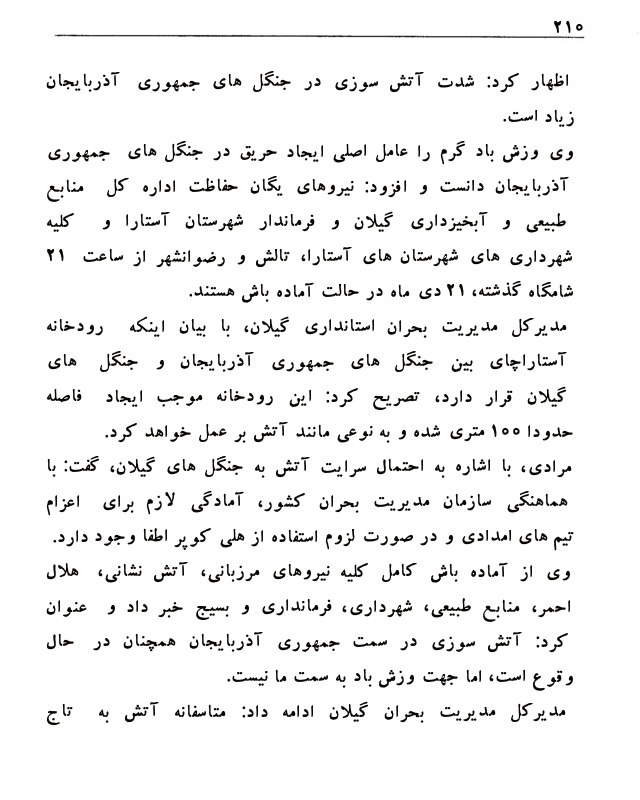 ۲۱۰
اظهار کرد: شدت آتش سوزی در جنگل های جمهوری آذربایجان
زیاد است.
وی وزش باد گرم را عامل اصلی ایجاد حریق در جنگل های جمهوری
آذربایجان دانست و افزود: نیروهای یگان حفاظت اداره کل منابع
طبیعی و آبخیزداری گیلان و فرماندار شهرستان آستارا و کلیه
شهرداری های شهرستان های آستارا، تالش و رضوانشهر از ساعت ۲۱
شامگاه گذشته، ۲۱ دی ماه در حالت آماده باش هستند.
مدیرکل مدیریت بحران استانداری گیلان، با بیان اینکه رودخانه
آستاراچای بین جنگل های جمهوری آذربایجان و جنگل های
گیلان قرار دارد، تصریح کرد: این رودخانه موجب ایجاد فاصله
حدودا ۱۰۰ متری شده و به نوعی مانند آتش بر عمل خواهد کرد.
مرادی، با اشاره به احتمال سرایت آتش به جنگل های گیلان، گفت: با
هماهنگی سازمان مدیریت بحران کشور، آمادگی لازم برای اعزام
تیم های امدادی و در صورت لزوم استفاده از هلی کوپر اطفا وجود دارد.
وی از آماده باش کامل کلیه نیروهای مرزبانی، آتش نشانی، هلال
احمر، منابع طبیعی، شهرداری، فرمانداری و بسیج خبر داد و عنوان
کرد: آتش سوزی در سمت جمهوری آذربایجان همچنان در حال
وقوع است، اما جهت وزش باد به سمت ما نیست.
مدیرکل مدیریت بحران گیلان ادامه داد: متاسفانه آتش به تاج